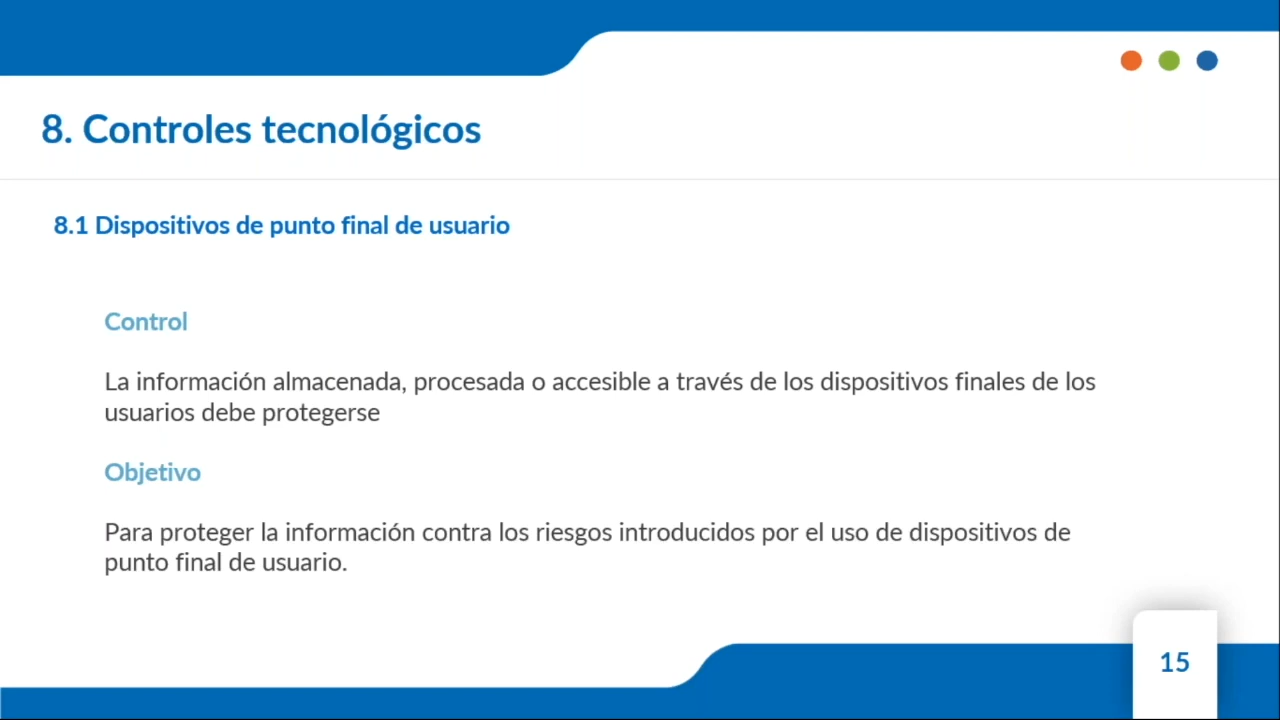 8. Controles tecnológicos
8.1 Dispositivos de punto final de usuario
Control
La información almacenada, procesada o accesible a través de los dispositivos finales de los
usuarios debe protegerse
Objetivo
Para proteger la información contra los riesgos introducidos por el uso de dispositivos de
punto final de usuario.
15